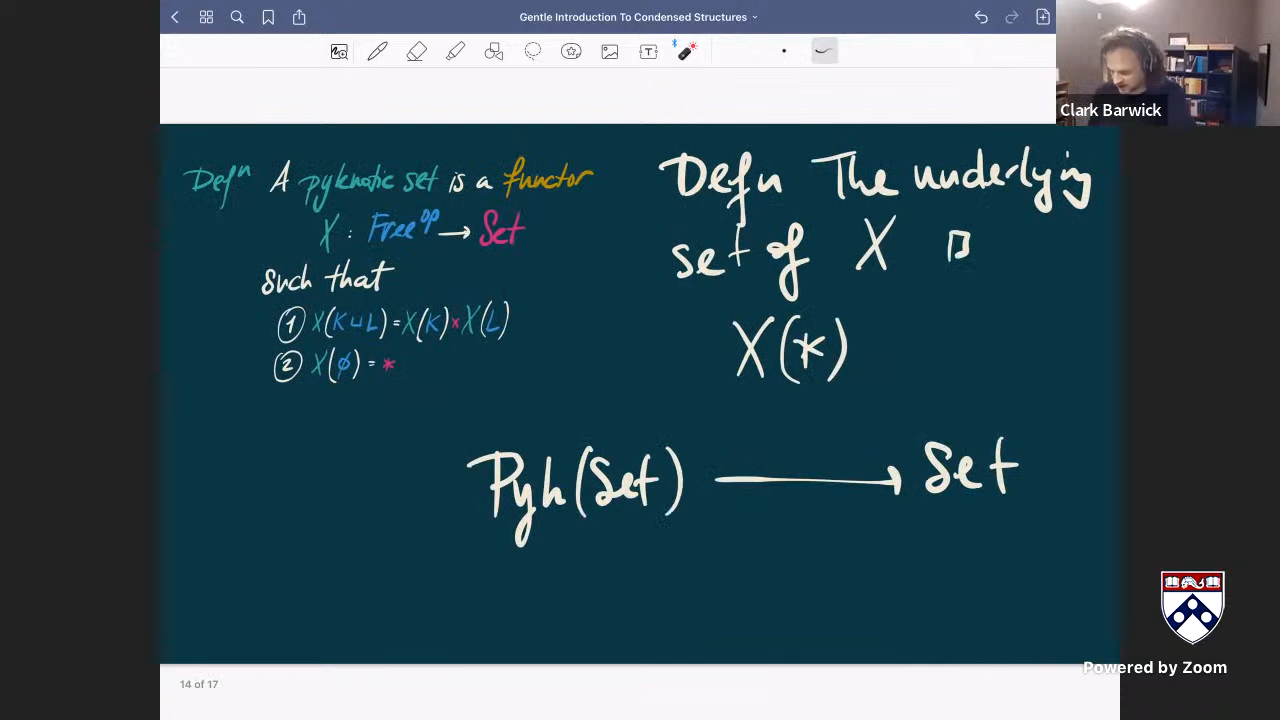 Gentle Introduction To Condensed Structures
Clark Barwick
Defn A pyknotic set is a functor
X : Free^op → Set
such that
① X(K ⊔ L) = X(K) × X(L)
② X(∅) = *
Defn The underlying
set of X is
X(*)
Pyk(Set) ⟶ Set
14 of 17
Powered by Zoom